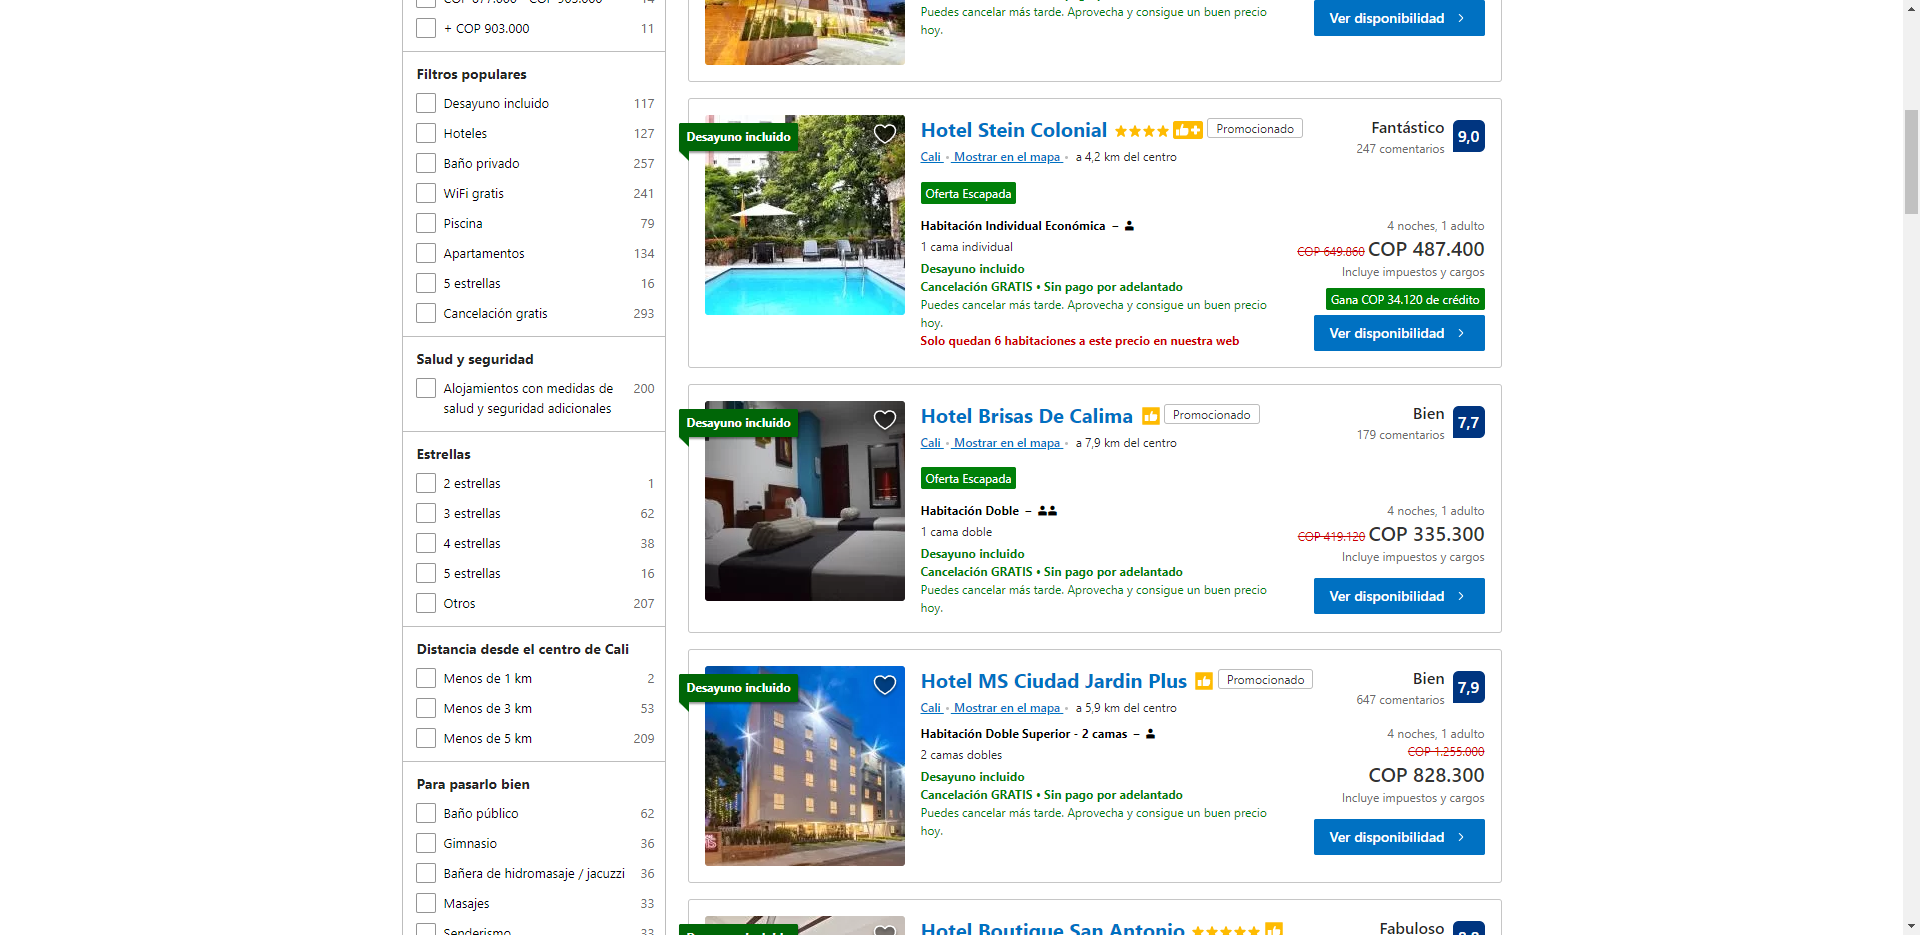 + COP 903.000 11
Filtros populares
Desayuno incluido 117
Hoteles 127
Baño privado 257
WiFi gratis 241
Piscina 79
Apartamentos 134
5 estrellas 16
Cancelación gratis 293
Salud y seguridad
Alojamientos con medidas de 200
salud y seguridad adicionales
Estrellas
2 estrellas 1
3 estrellas 62
4 estrellas 38
5 estrellas 16
Otros 207
Distancia desde el centro de Cali
Menos de 1 km 2
Menos de 3 km 53
Menos de 5 km 209
Para pasarlo bien
Baño público 62
Gimnasio 36
Bañera de hidromasaje / jacuzzi 36
Masajes 33
Senderismo 33
Puedes cancelar más tarde. Aprovecha y consigue un buen precio
hoy.
Ver disponibilidad
Desayuno incluido
Hotel Stein Colonial Promocionado
Cali • Mostrar en el mapa • a 4,2 km del centro
Fantástico 9,0
247 comentarios
Oferta Escapada
Habitación Individual Económica –
1 cama individual
Desayuno incluido
Cancelación GRATIS • Sin pago por adelantado
Puedes cancelar más tarde. Aprovecha y consigue un buen precio
hoy.
Solo quedan 6 habitaciones a este precio en nuestra web
4 noches, 1 adulto
COP 649.860 COP 487.400
Incluye impuestos y cargos
Gana COP 34.120 de crédito
Ver disponibilidad
Desayuno incluido
Hotel Brisas De Calima Promocionado
Cali • Mostrar en el mapa • a 7,9 km del centro
Bien 7,7
179 comentarios
Oferta Escapada
Habitación Doble –
1 cama doble
Desayuno incluido
Cancelación GRATIS • Sin pago por adelantado
Puedes cancelar más tarde. Aprovecha y consigue un buen precio
hoy.
4 noches, 1 adulto
COP 419.120 COP 335.300
Incluye impuestos y cargos
Ver disponibilidad
Desayuno incluido
Hotel MS Ciudad Jardin Plus Promocionado
Cali • Mostrar en el mapa • a 5,9 km del centro
Bien 7,9
647 comentarios
Habitación Doble Superior - 2 camas –
2 camas dobles
Desayuno incluido
Cancelación GRATIS • Sin pago por adelantado
Puedes cancelar más tarde. Aprovecha y consigue un buen precio
hoy.
4 noches, 1 adulto
COP 1.255.000
COP 828.300
Incluye impuestos y cargos
Ver disponibilidad
Hotel Boutique San Antonio
Fabuloso